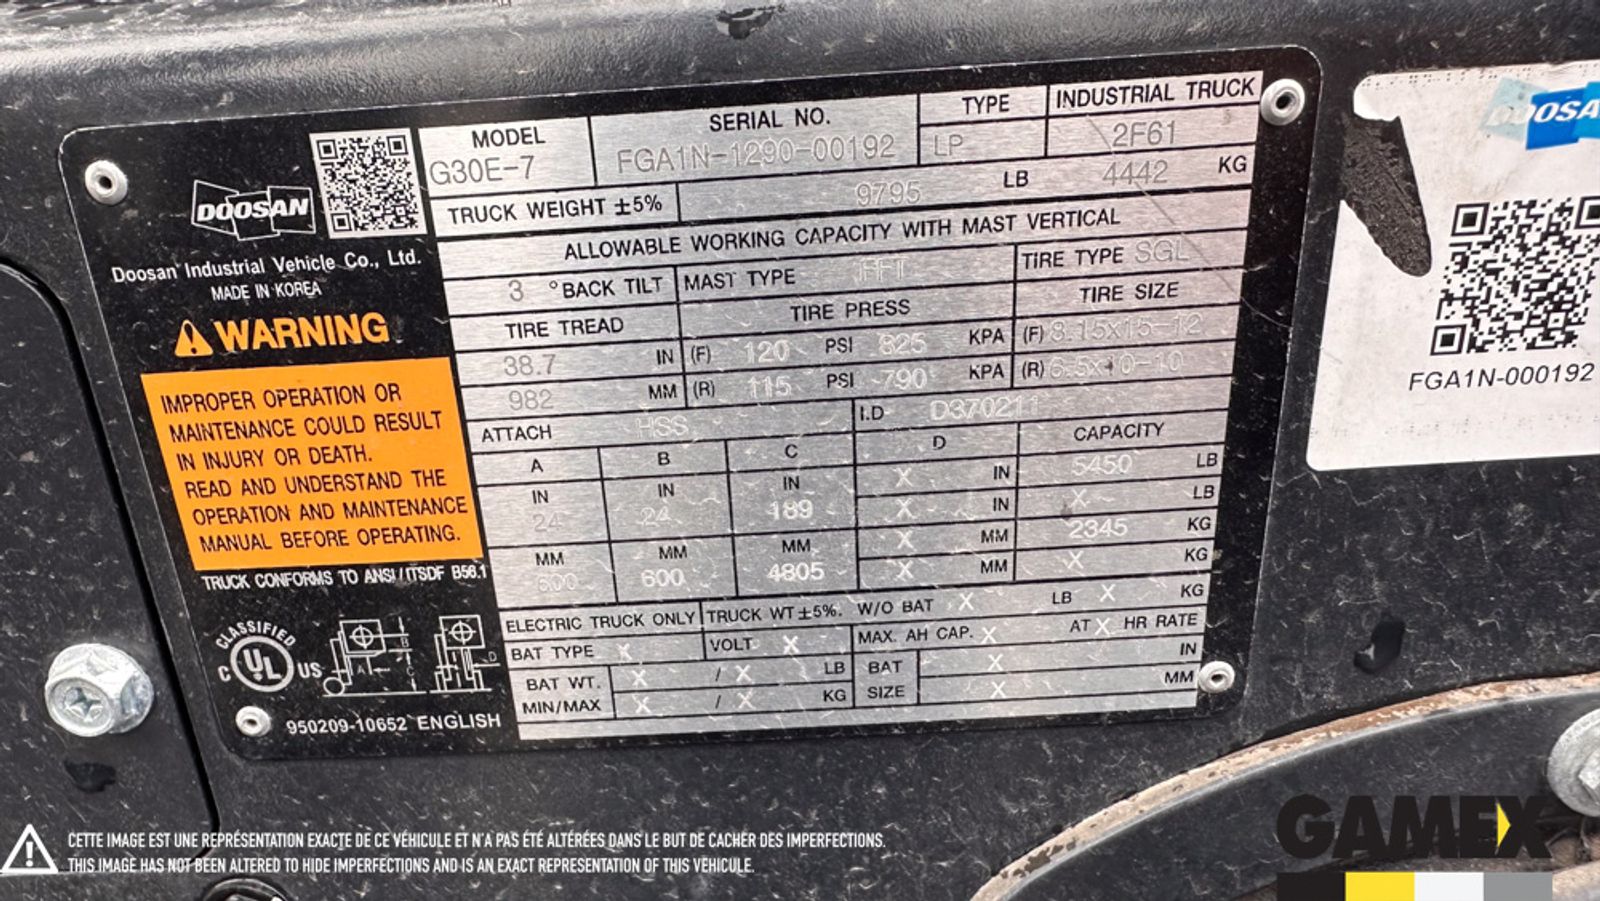 DOOSAN
Doosan Industrial Vehicle Co., Ltd.
MADE IN KOREA
WARNING
IMPROPER OPERATION OR
MAINTENANCE COULD RESULT
IN INJURY OR DEATH.
READ AND UNDERSTAND THE
OPERATION AND MAINTENANCE
MANUAL BEFORE OPERATING.
TRUCK CONFORMS TO ANSI/ITSDF B56.1
CLASSIFIED
C UL US
A B C D
950209-10652 ENGLISH
MODEL SERIAL NO. TYPE INDUSTRIAL TRUCK
G30E-7 FGA1N-1290-00192 LP 2F61
TRUCK WEIGHT ±5% 9795 LB 4442 KG
ALLOWABLE WORKING CAPACITY WITH MAST VERTICAL
3 °BACK TILT MAST TYPE FFT TIRE TYPE SGL
TIRE TREAD TIRE PRESS TIRE SIZE
38.7 IN (F) 120 PSI 825 KPA (F) 8.15x15-12
982 MM (R) 115 PSI 790 KPA (R) 6.5x10-10
ATTACH HSS I.D D370211
A B C D CAPACITY
IN IN IN X IN 5450 LB
24 24 189 X IN X LB
MM MM MM X MM 2345 KG
600 600 4805 X MM X KG
ELECTRIC TRUCK ONLY TRUCK WT ±5%. W/O BAT X LB X KG
BAT TYPE X VOLT X MAX. AH CAP. X AT X HR RATE
BAT WT. X / X LB BAT X IN
MIN/MAX X / X KG SIZE X MM
DOOSA
FGA1N-000192
CETTE IMAGE EST UNE REPRÉSENTATION EXACTE DE CE VÉHICULE ET N'A PAS ÉTÉ ALTÉRÉES DANS LE BUT DE CACHER DES IMPERFECTIONS.
THIS IMAGE HAS NOT BEEN ALTERED TO HIDE IMPERFECTIONS AND IS AN EXACT REPRESENTATION OF THIS VEHICULE.
GAMEX